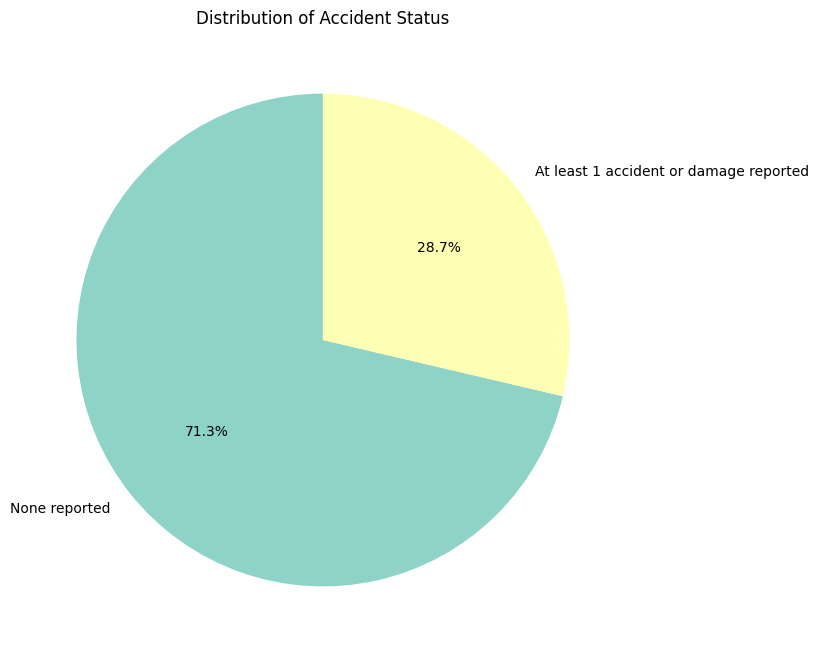 Distribution of Accident Status
At least 1 accident or damage reported
28.7%
71.3%
None reported